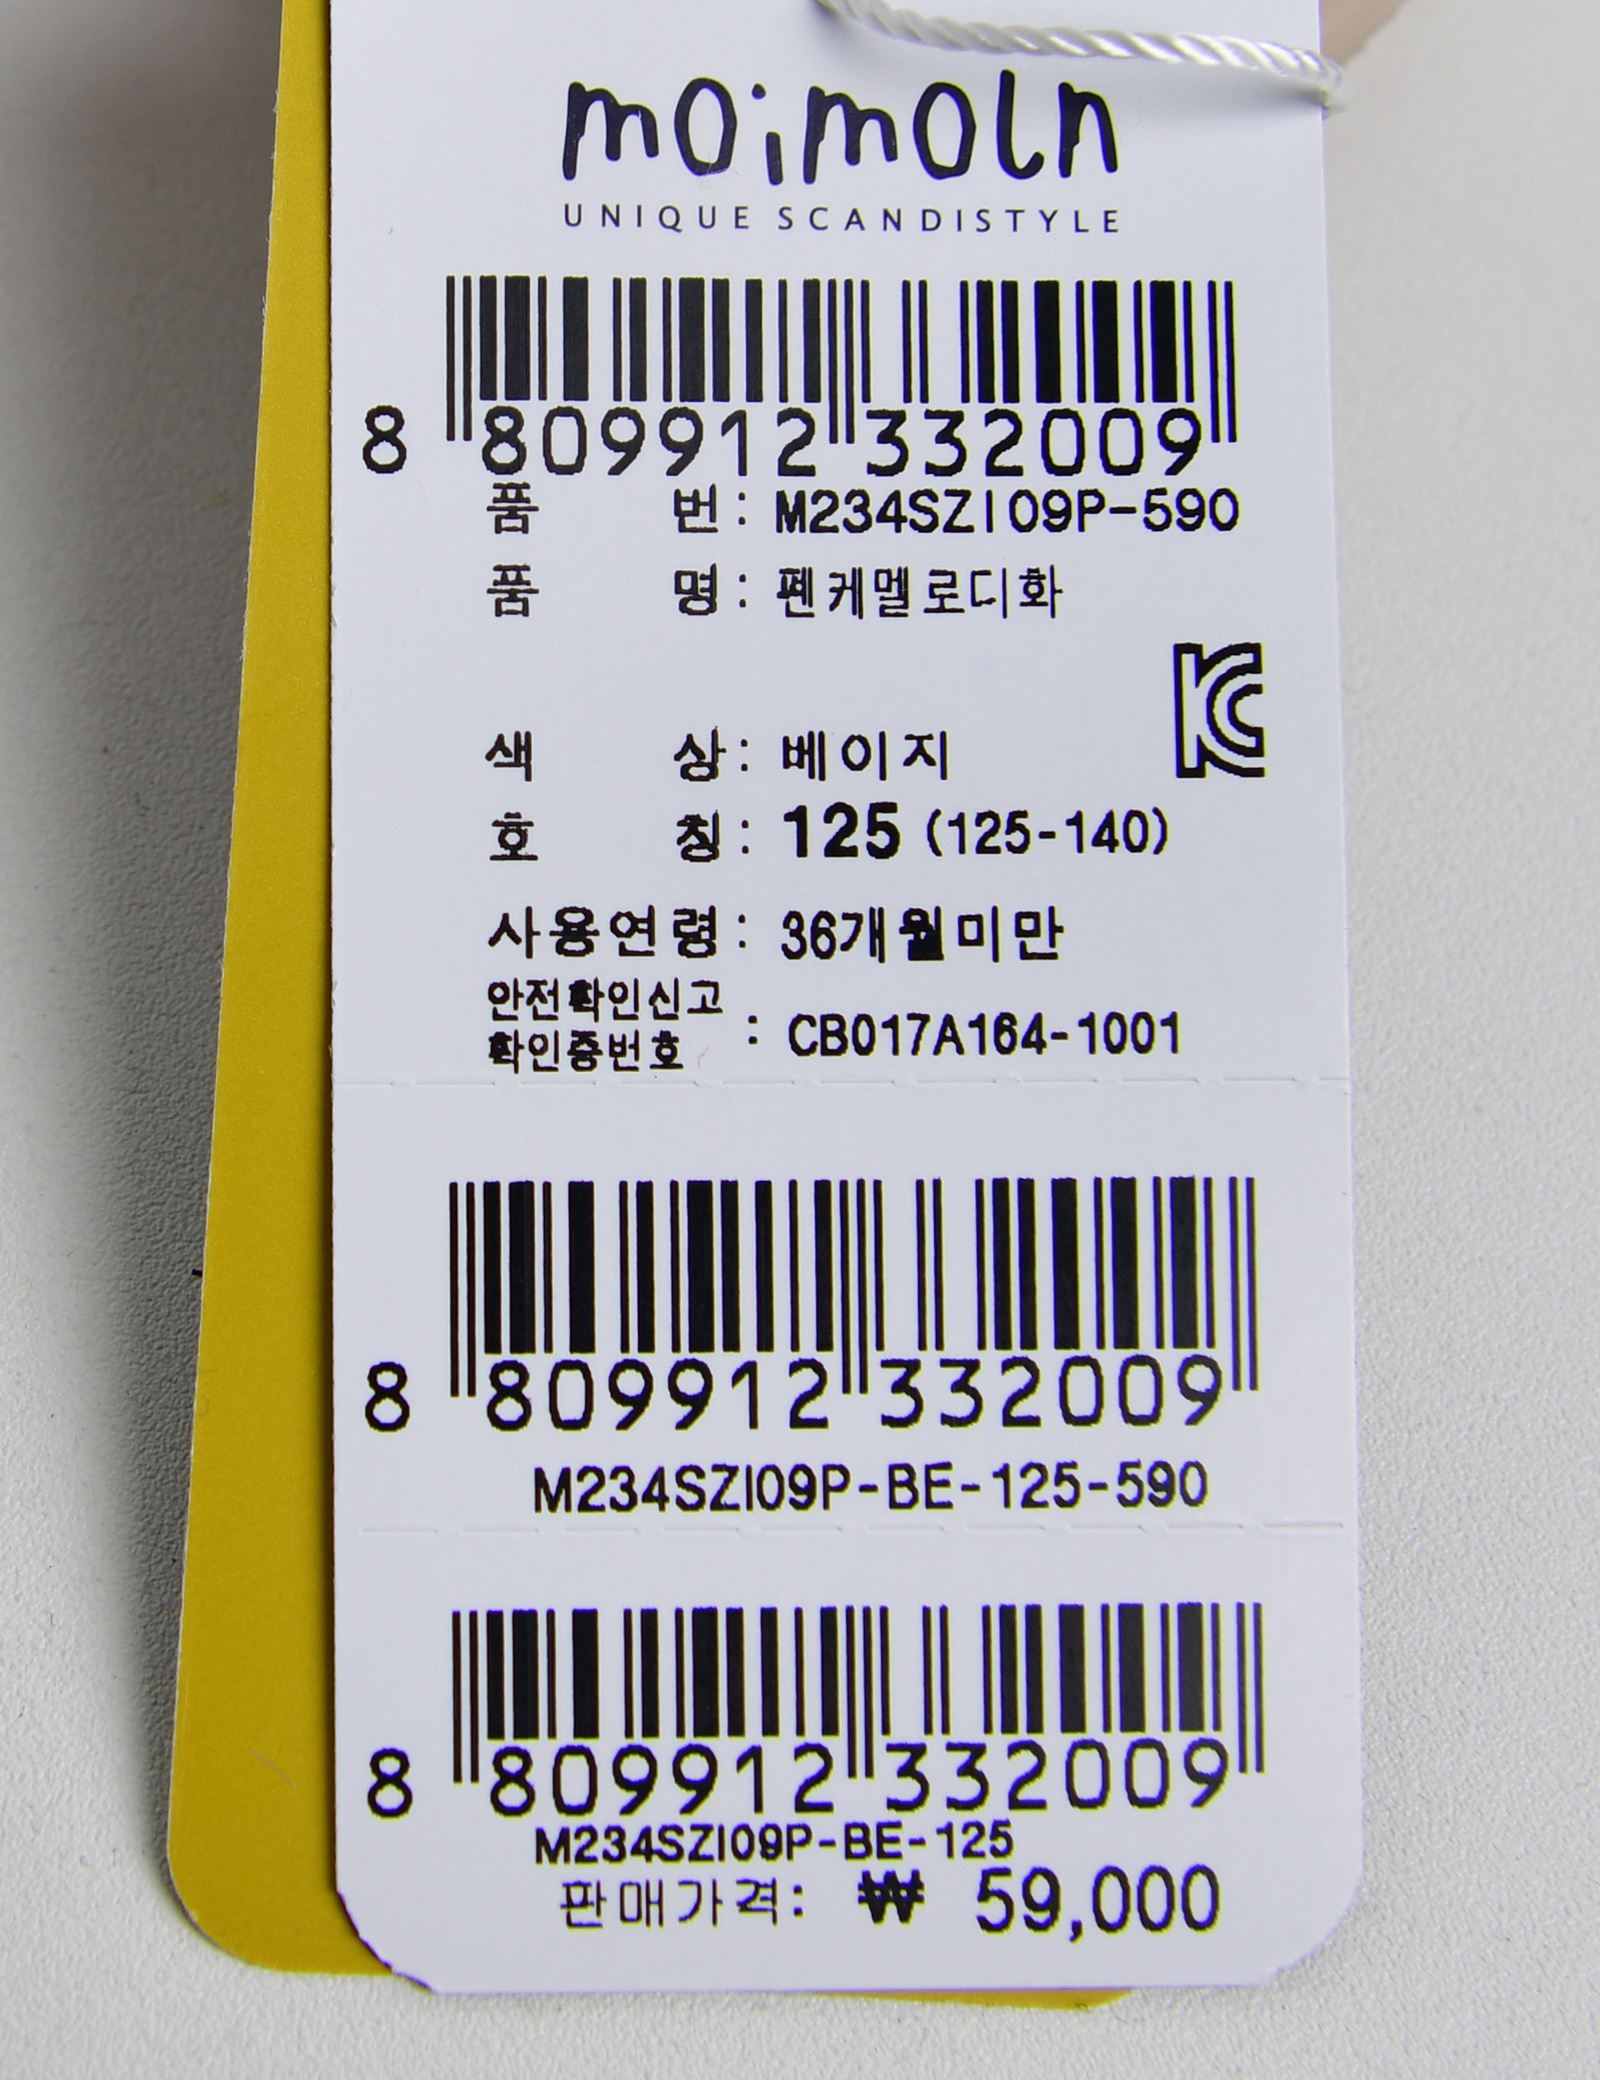 moimoln
UNIQUE SCANDISTYLE
8 809912 332009
품 번 : M234SZI09P-590
품 명 :펜케멜로디화
KC
색 상 : 베이지
호 칭 : 125 (125-140)
사용연령 : 36개월미만
안전확인신고
확인증번호 : CB017A164-1001
8 809912 332009
M234SZI09P-BE-125-590
8 809912 332009
M234SZI09P-BE-125
판매가격: ₩ 59,000